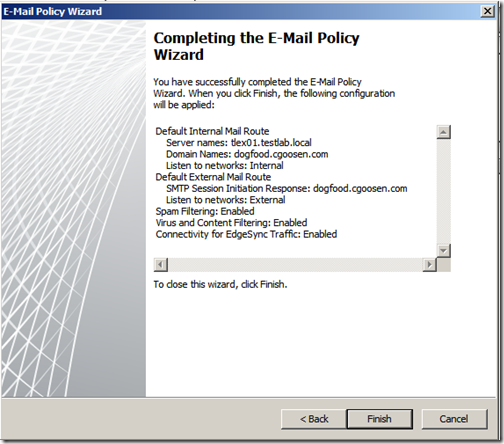 E-Mail Policy Wizard
Completing the E-Mail Policy
Wizard
You have successfully completed the E-Mail Policy
Wizard. When you click Finish, the following configuration
will be applied:
Default Internal Mail Route
Server names: tlex01.testlab.local
Domain Names: dogfood.cgoosen.com
Listen to networks: Internal
Default External Mail Route
SMTP Session Initiation Response: dogfood.cgoosen.com
Listen to networks: External
Spam Filtering: Enabled
Virus and Content Filtering: Enabled
Connectivity for EdgeSync Traffic: Enabled
To close this wizard, click Finish.
< Back
Finish
Cancel